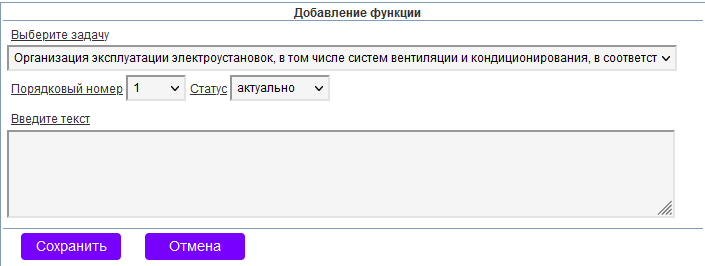 Добавление функции
Выберите задачу
Организация эксплуатации электроустановок, в том числе систем вентиляции и кондиционирования, в соответст
Порядковый номер 1 Статус актуально
Введите текст
Сохранить Отмена